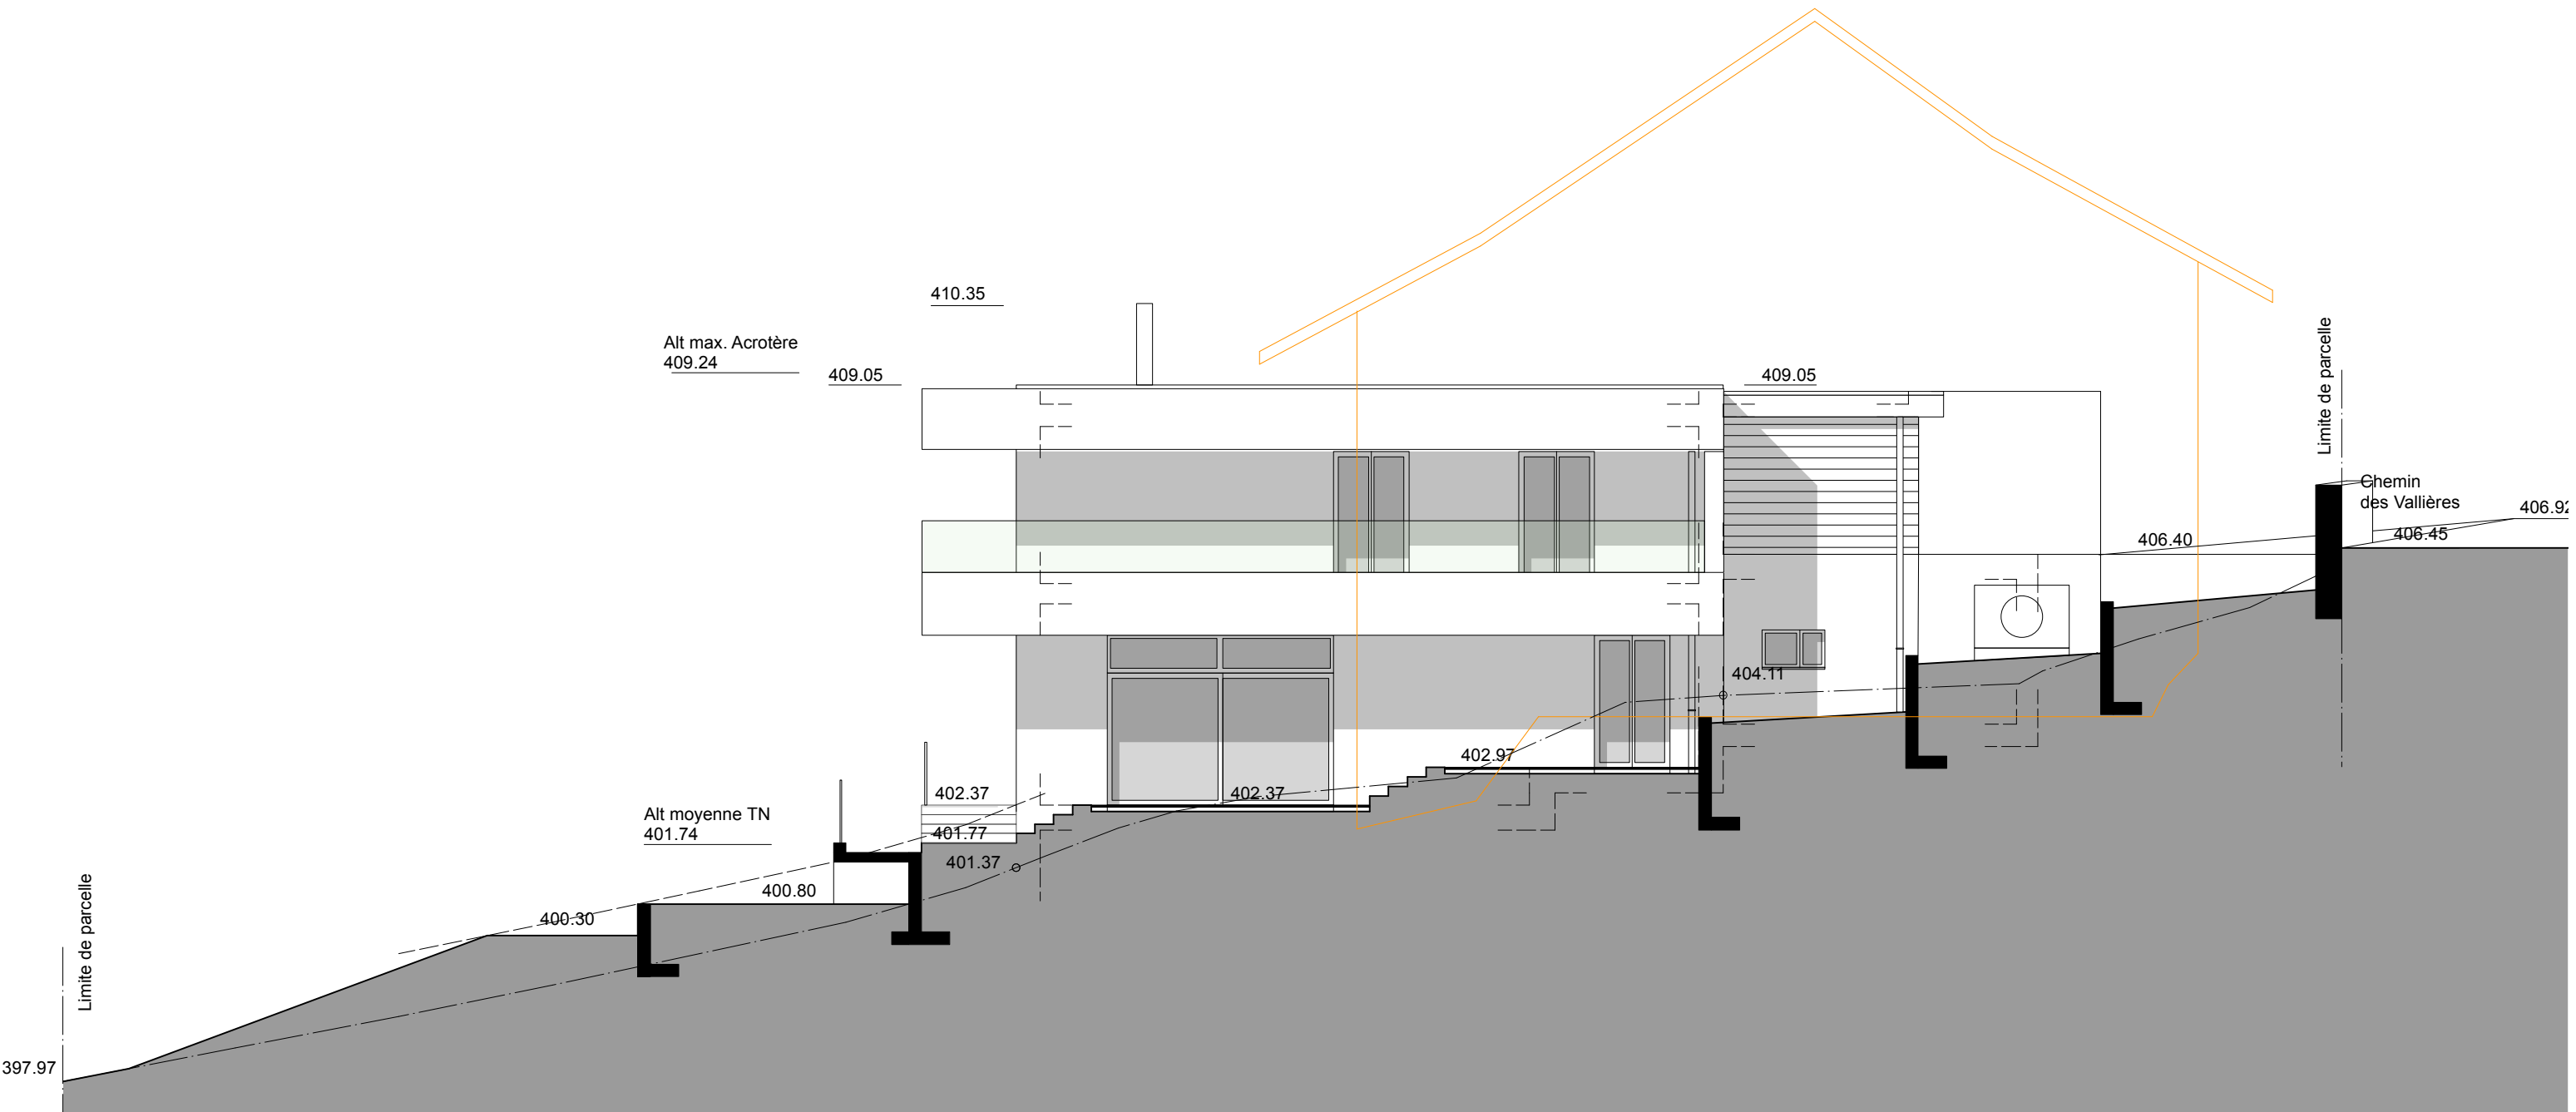 410.35
Alt max. Acrotère
409.24
409.05
409.05
Limite de parcelle
Chemin
des Vallières
406.92
406.45
406.40
404.11
402.97
402.37
402.37
Alt moyenne TN
401.74
401.77
401.37
400.80
400.30
Limite de parcelle
397.97